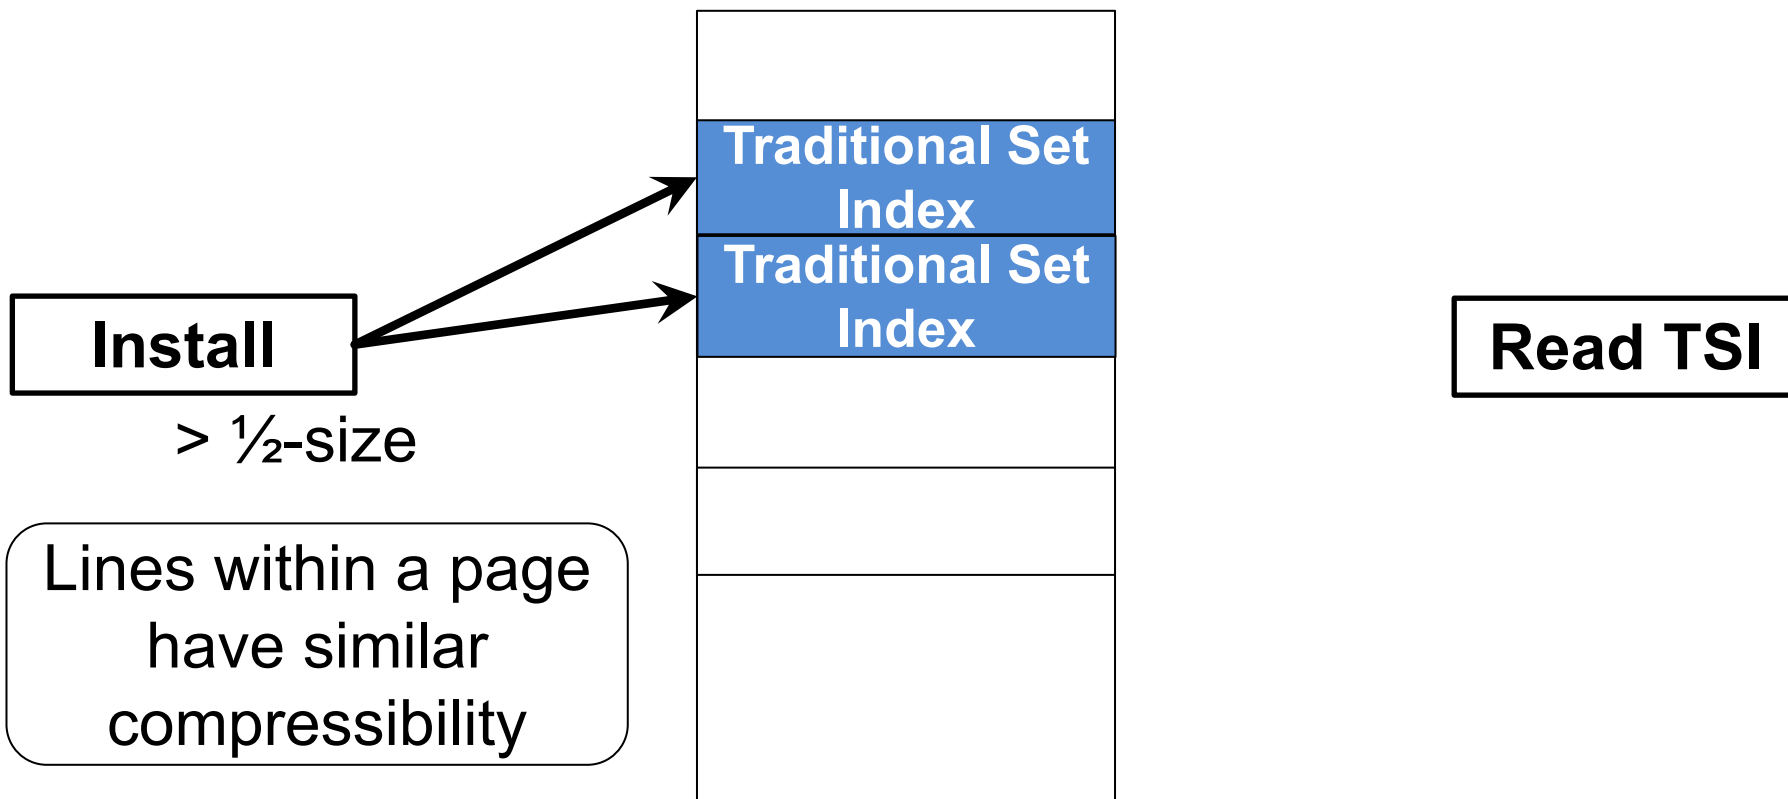 Traditional Set
Index
Traditional Set
Index
Install
> ½-size
Read TSI
Lines within a page
have similar
compressibility